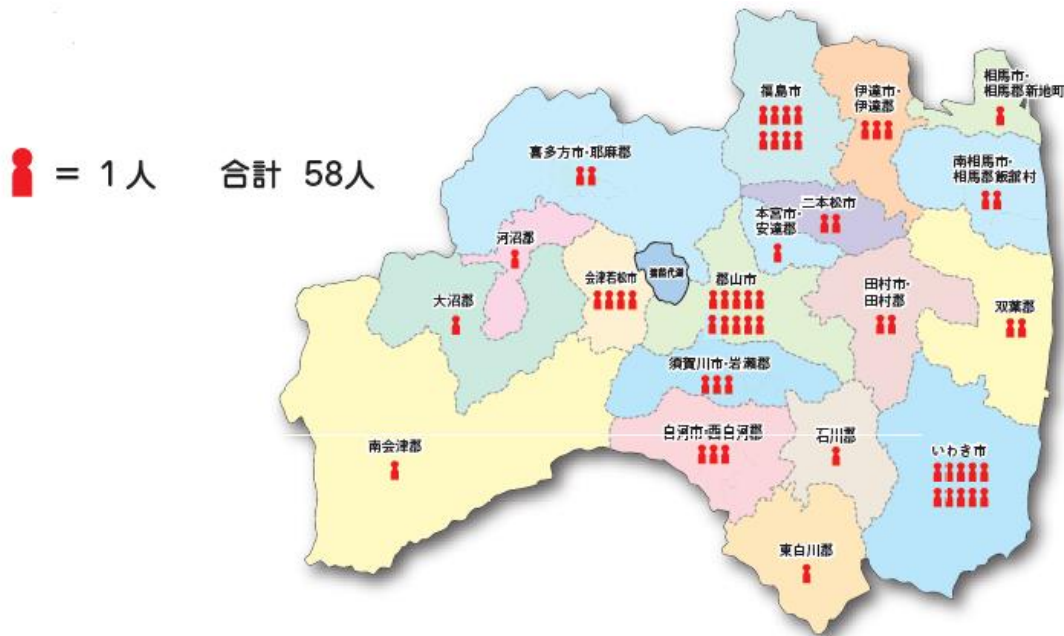 = 1人 合計 58人
福島市
伊達市・
伊達郡
相馬市・
相馬郡新地町
喜多方市・耶麻郡
南相馬市・
相馬郡飯舘村
二本松市
本宮市・
安達郡
河沼郡
会津若松市
猪苗代湖
郡山市
田村市・
田村郡
双葉郡
大沼郡
須賀川市・岩瀬郡
白河市・西白河郡
石川郡
いわき市
南会津郡
東白川郡